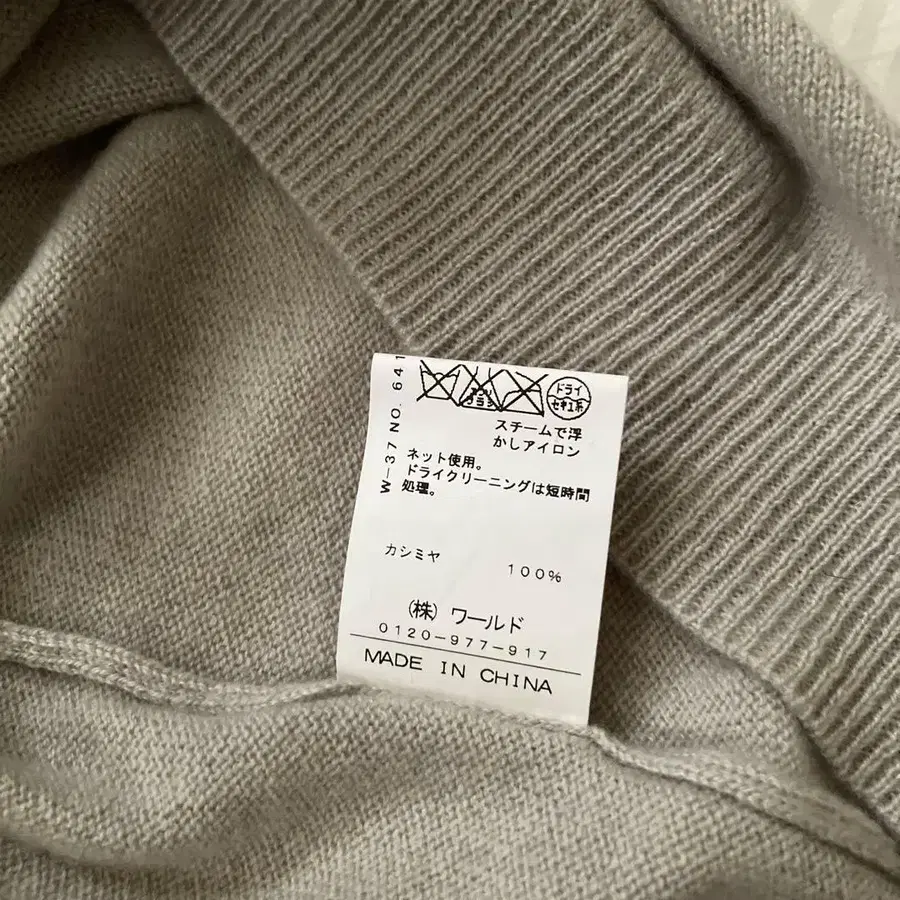 W-37 NO. 641
ドライ
セキユ系
スチームで浮
かしアイロン
ネット使用。
ドライクリーニングは短時間
処理。
カシミヤ 100%
(株) ワールド
0120-977-917
MADE IN CHINA